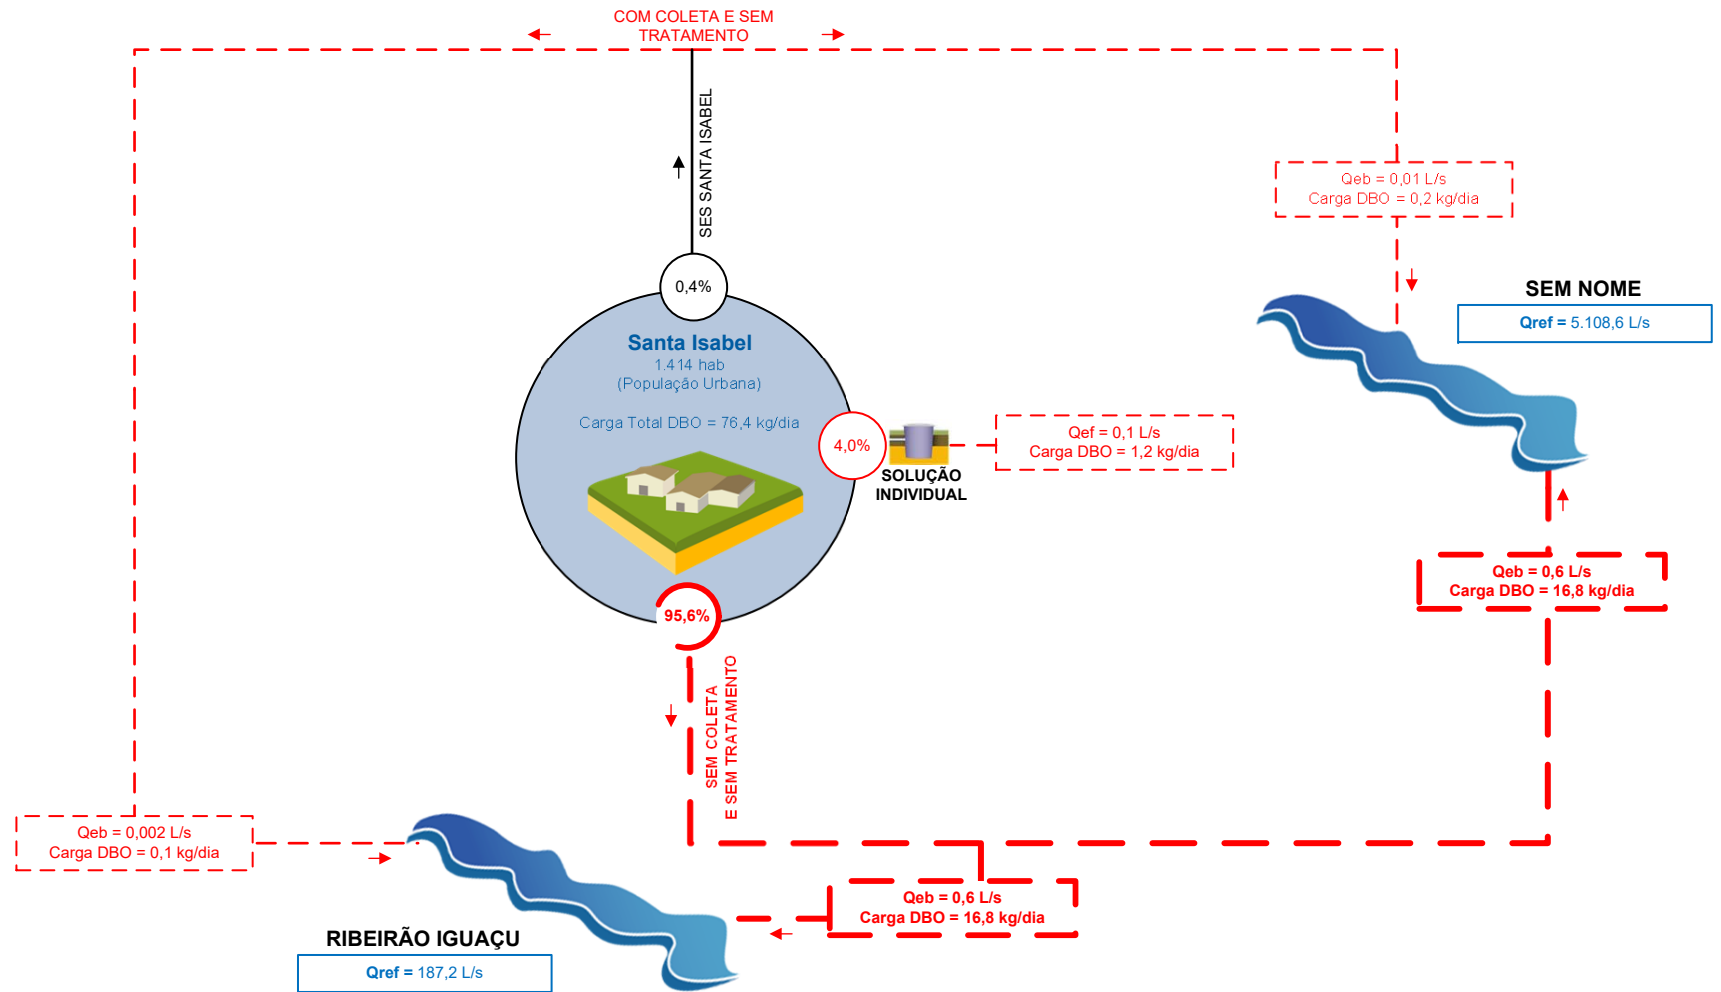 COM COLETA E SEM
TRATAMENTO
SES SANTA ISABEL
Qeb = 0,01 L/s
Carga DBO = 0,2 kg/dia
0,4%
SEM NOME
Qref = 5.108,6 L/s
Santa Isabel
1.414 hab
(População Urbana)
Carga Total DBO = 76,4 kg/dia
4,0%
SOLUÇÃO
INDIVIDUAL
Qef = 0,1 L/s
Carga DBO = 1,2 kg/dia
Qeb = 0,6 L/s
Carga DBO = 16,8 kg/dia
95,6%
SEM COLETA
E SEM TRATAMENTO
Qeb = 0,002 L/s
Carga DBO = 0,1 kg/dia
Qeb = 0,6 L/s
Carga DBO = 16,8 kg/dia
RIBEIRÃO IGUAÇU
Qref = 187,2 L/s